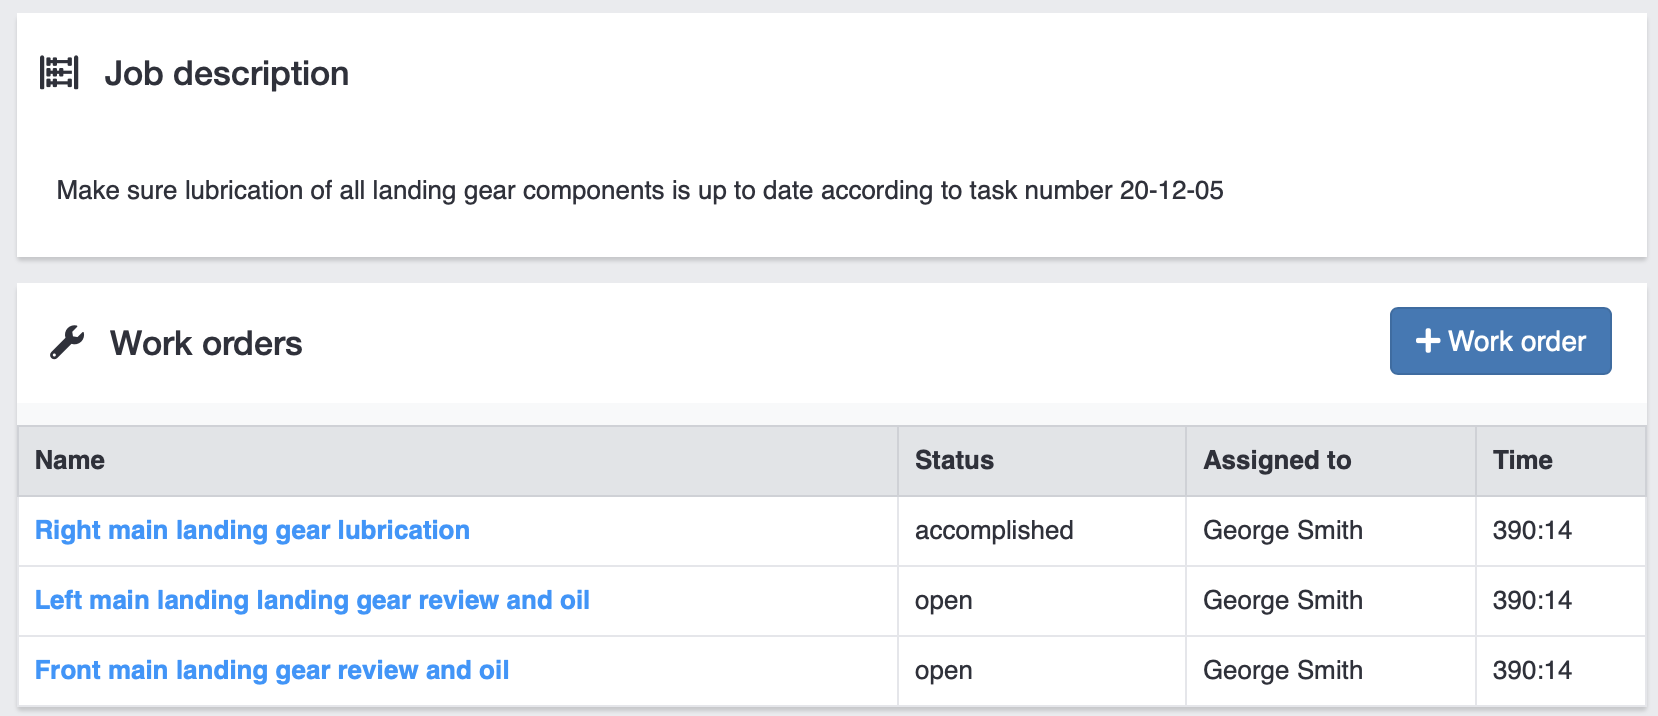 Job description
Make sure lubrication of all landing gear components is up to date according to task number 20-12-05
Work orders
+ Work order
Name Status Assigned to Time
Right main landing gear lubrication accomplished George Smith 390:14
Left main landing landing gear review and oil open George Smith 390:14
Front main landing gear review and oil open George Smith 390:14